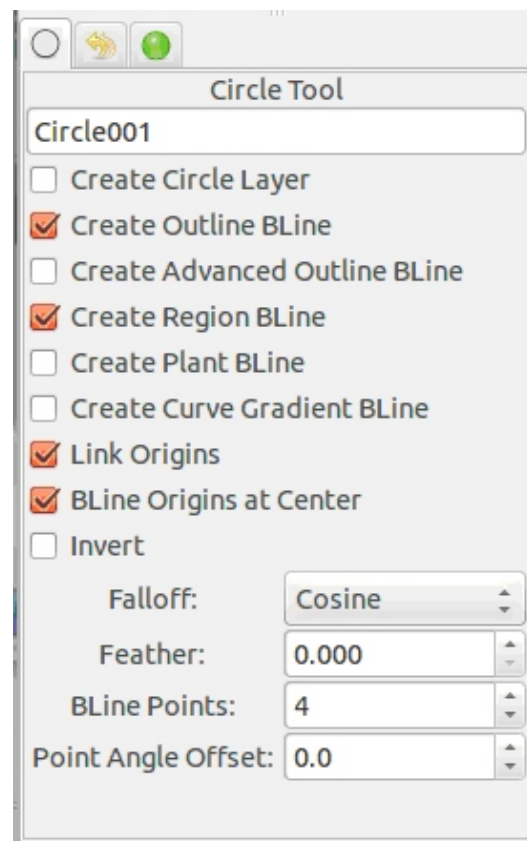 Circle Tool
Circle001
Create Circle Layer
Create Outline BLine
Create Advanced Outline BLine
Create Region BLine
Create Plant BLine
Create Curve Gradient BLine
Link Origins
BLine Origins at Center
Invert
Falloff: Cosine
Feather: 0.000
BLine Points: 4
Point Angle Offset: 0.0